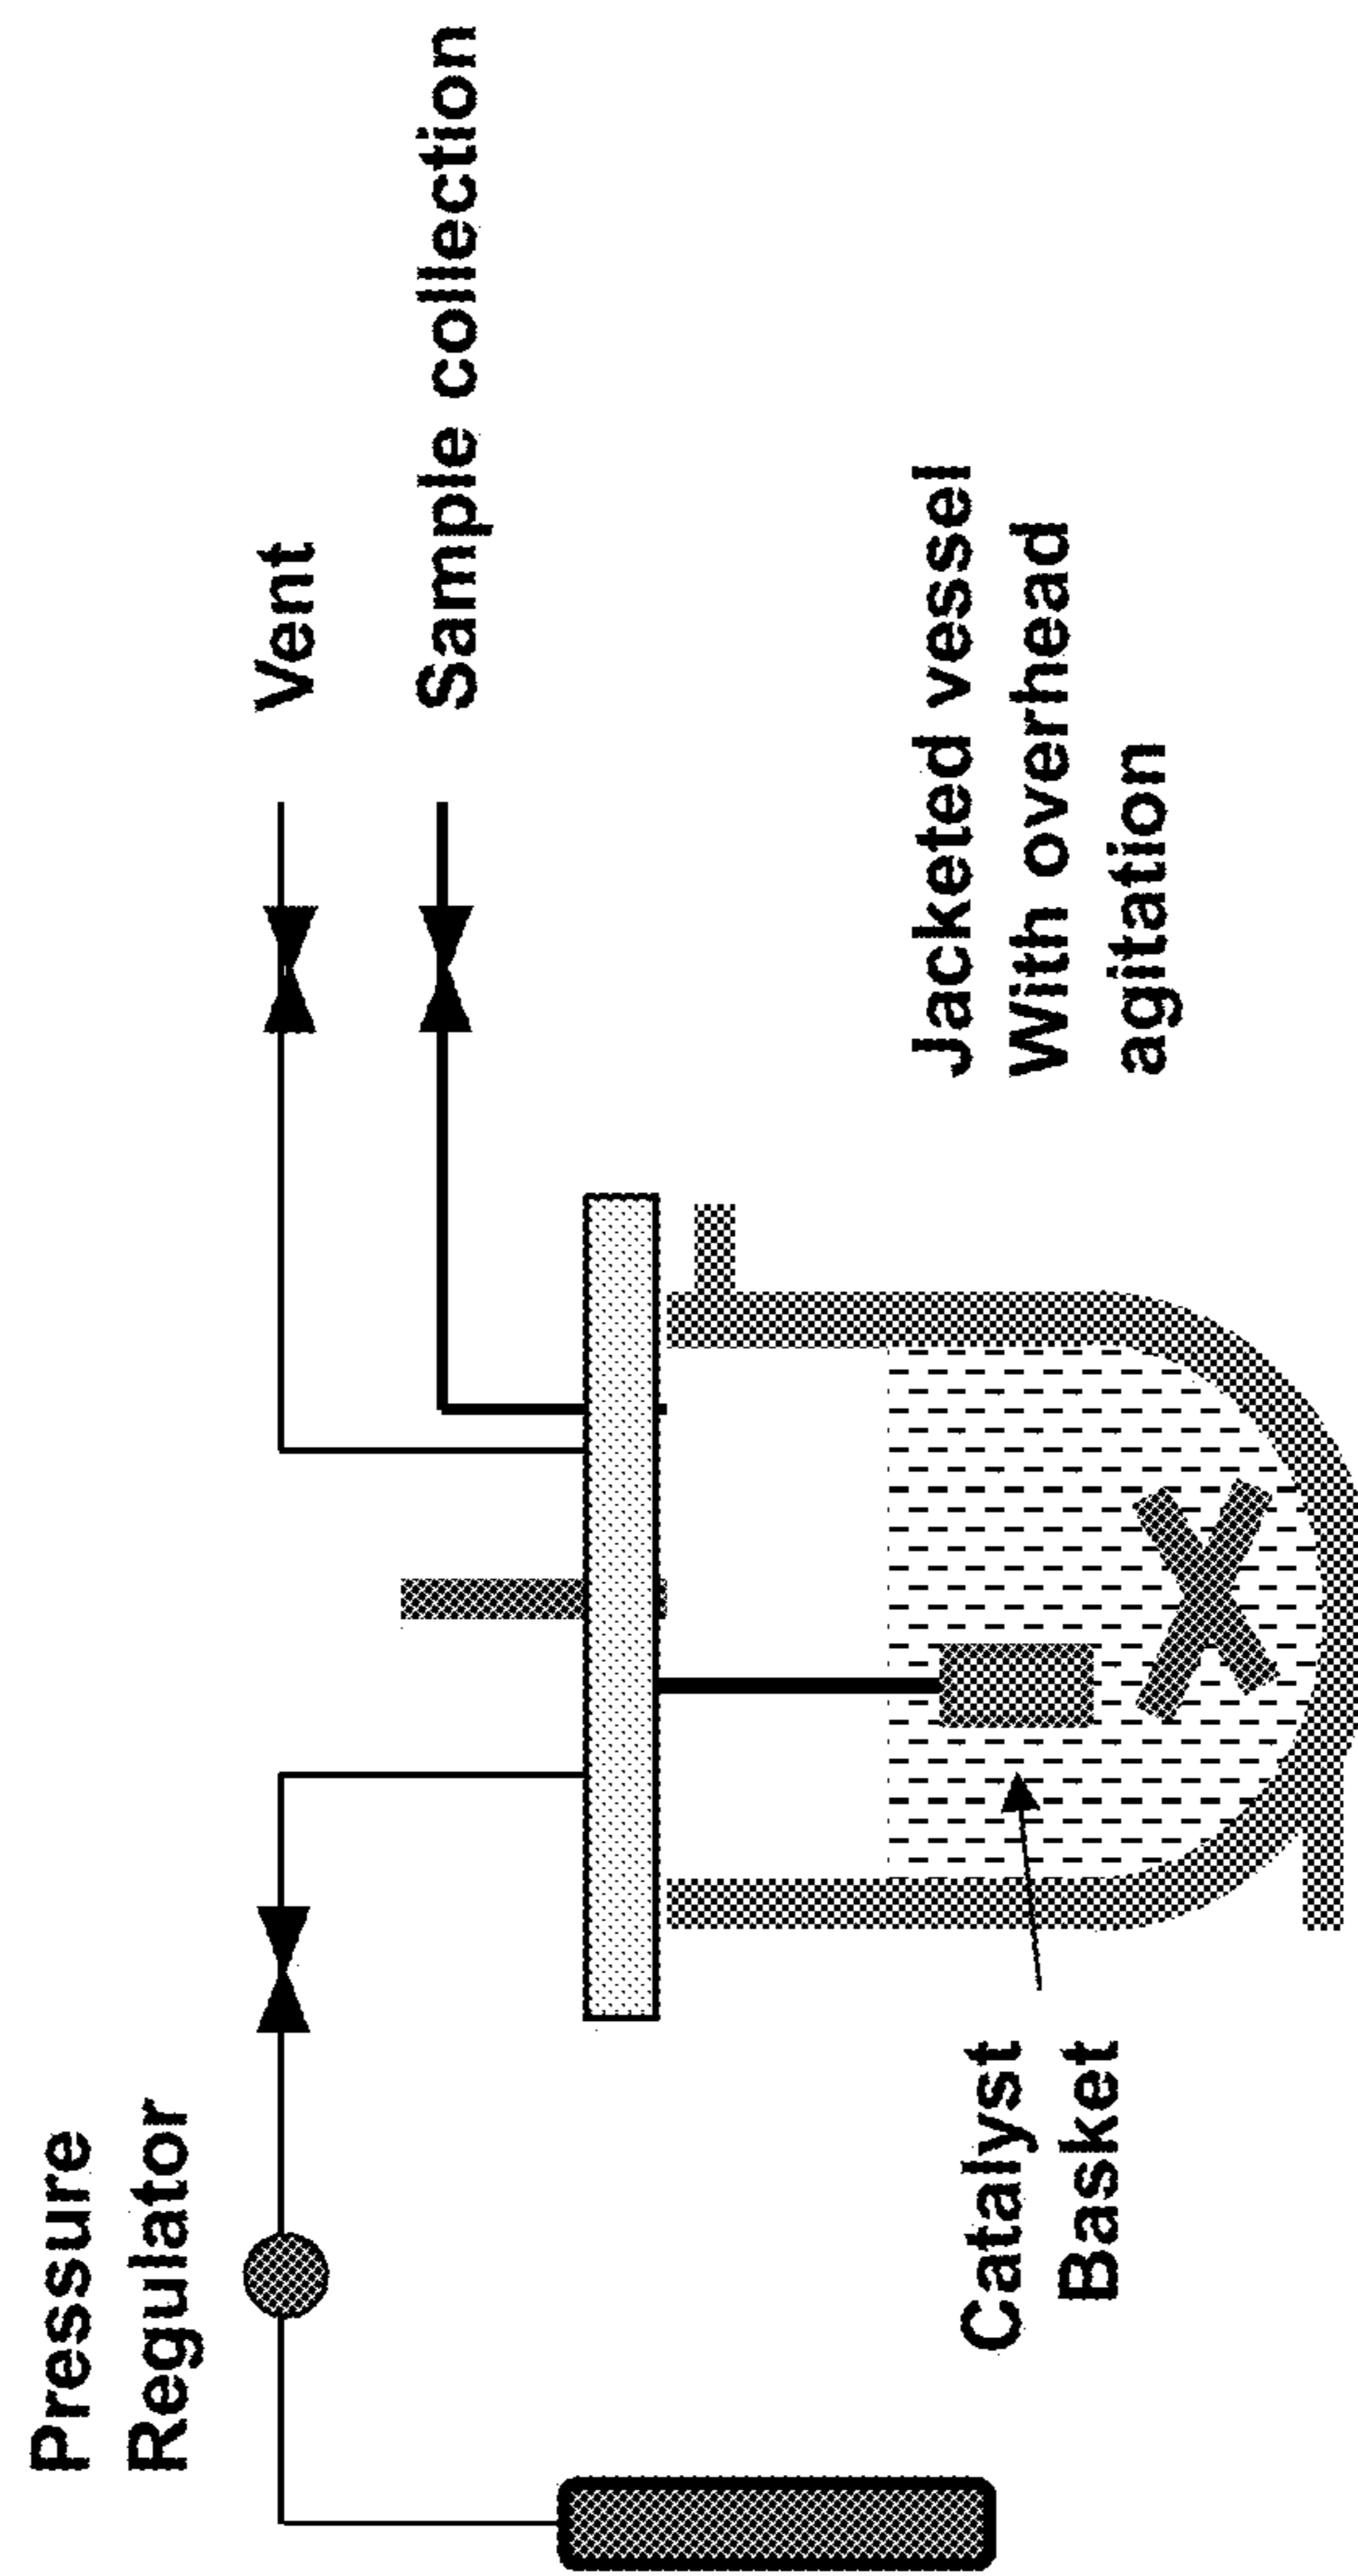 Pressure
Regulator
Vent
Sample collection
Catalyst
Basket
Jacketed vessel
With overhead
agitation